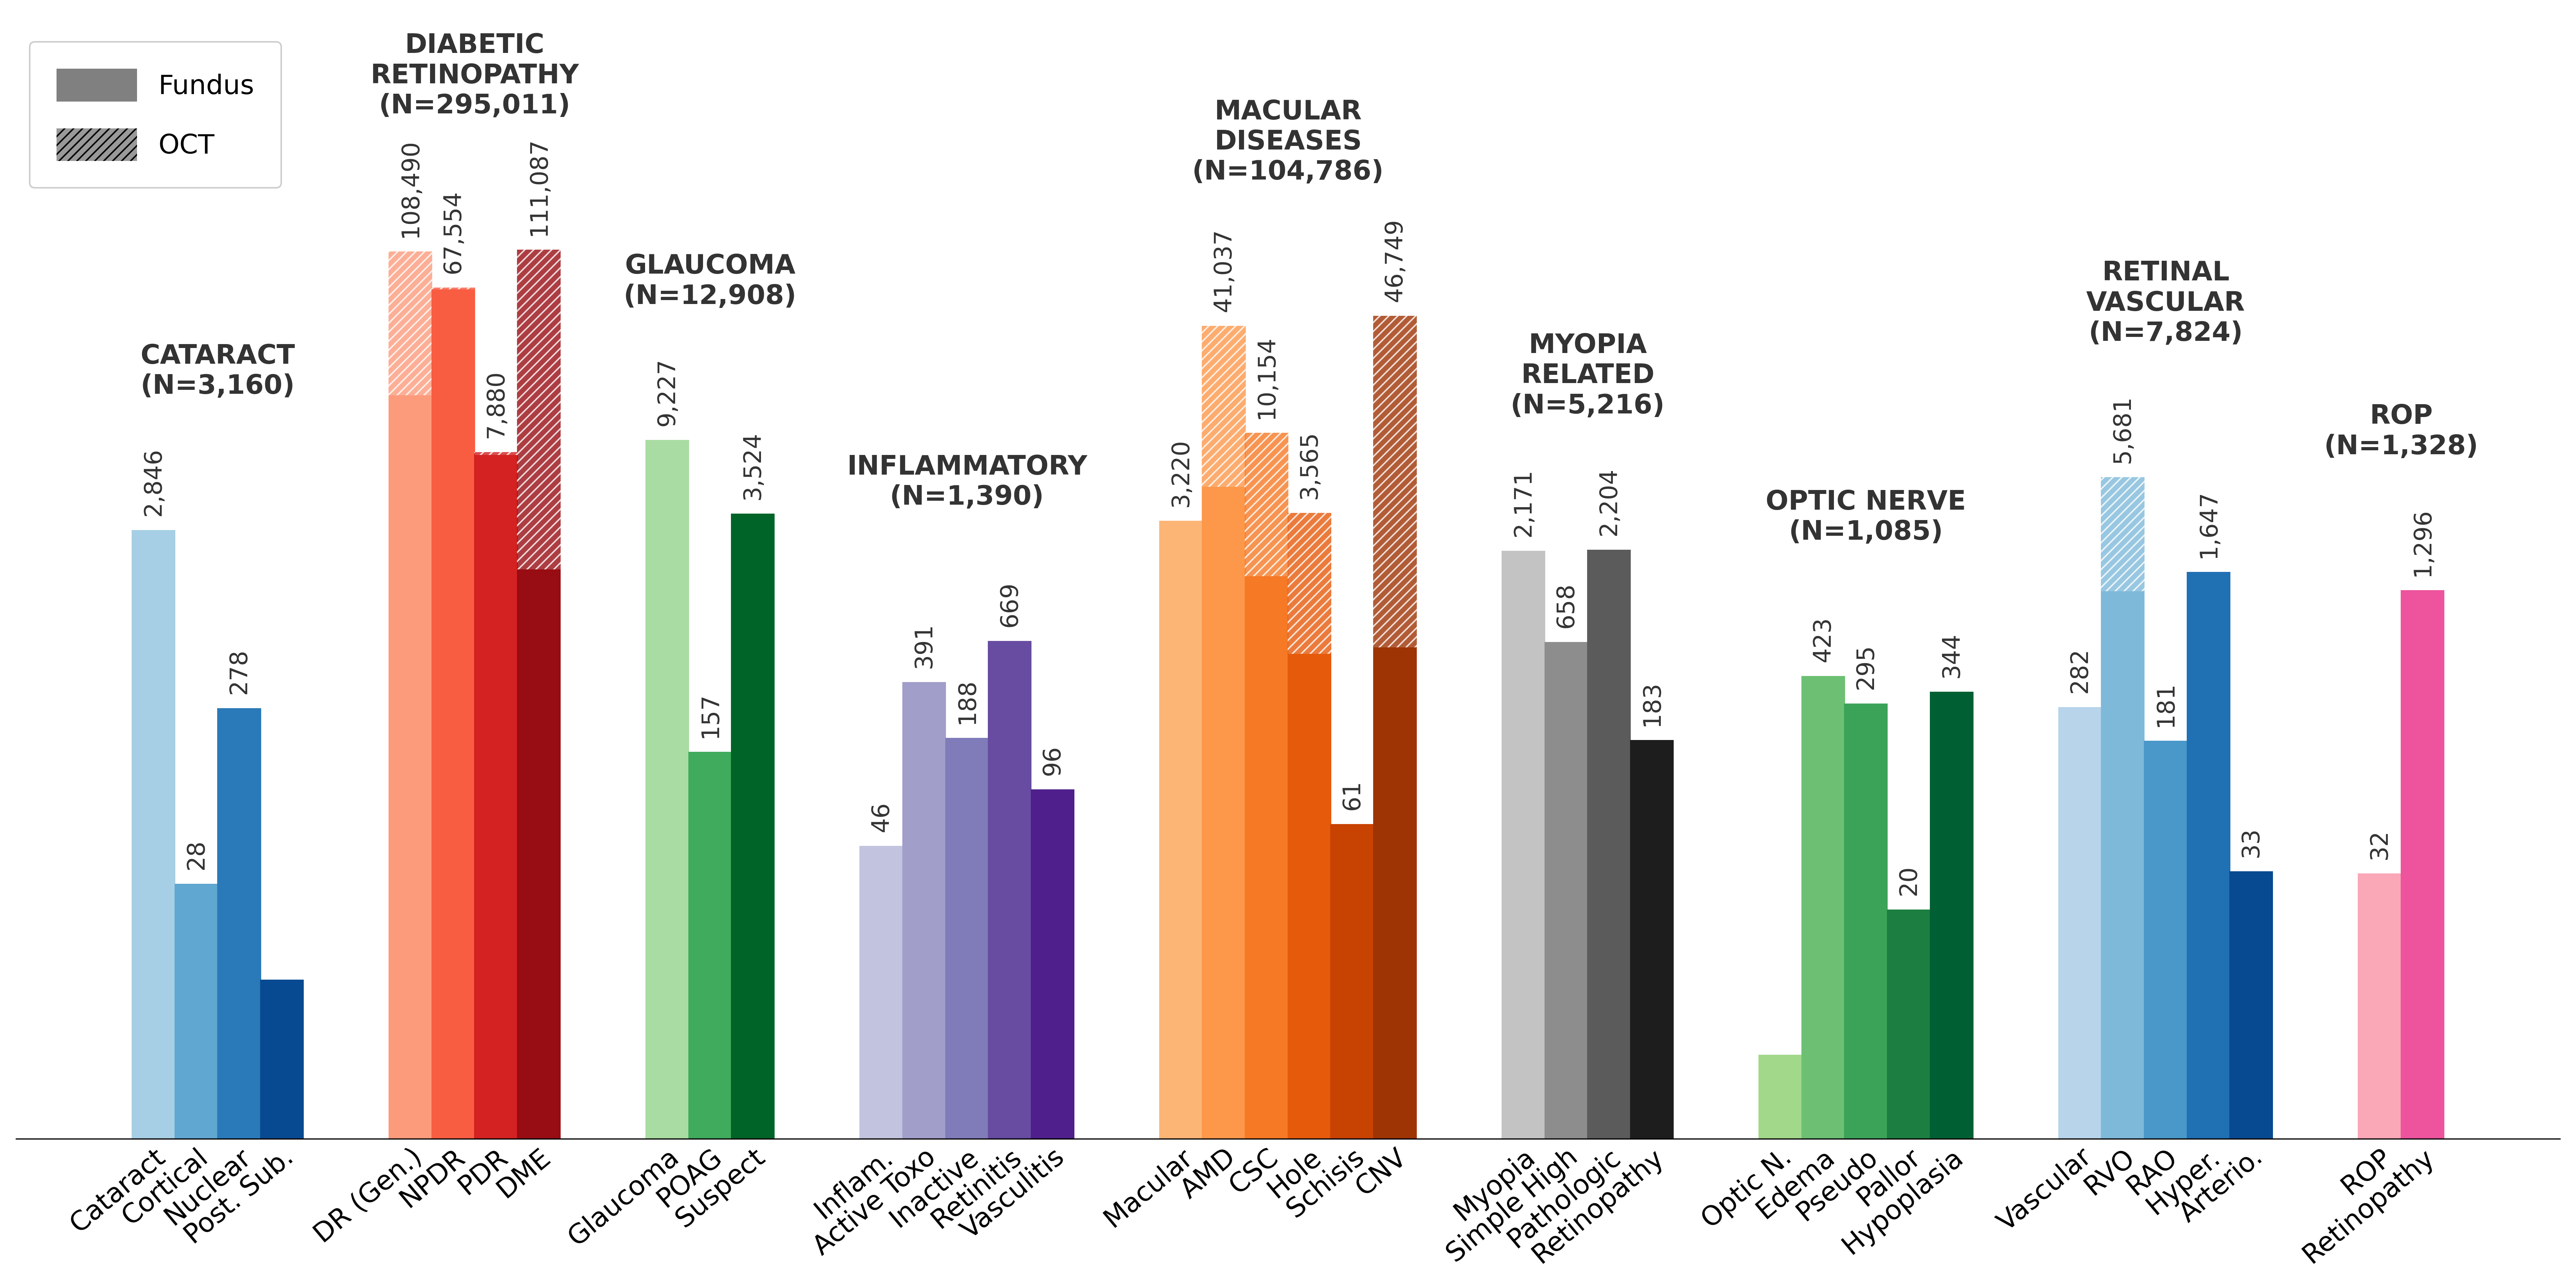 Fundus
OCT
DIABETIC
RETINOPATHY
(N=295,011)
MACULAR
DISEASES
(N=104,786)
GLAUCOMA
(N=12,908)
RETINAL
VASCULAR
(N=7,824)
CATARACT
(N=3,160)
MYOPIA
RELATED
(N=5,216)
ROP
(N=1,328)
INFLAMMATORY
(N=1,390)
OPTIC NERVE
(N=1,085)
2,846
28
278
108,490
67,554
7,880
111,087
9,227
157
3,524
46
391
188
669
96
3,220
41,037
10,154
3,565
61
46,749
2,171
658
2,204
183
423
295
20
344
282
5,681
181
1,647
33
32
1,296
Cataract
Cortical
Nuclear
Post. Sub.
DR (Gen.)
NPDR
PDR
DME
Glaucoma
POAG
Suspect
Inflam.
Active Toxo
Inactive
Retinitis
Vasculitis
Macular
AMD
CSC
Hole
Schisis
CNV
Myopia
Simple High
Pathologic
Retinopathy
Optic N.
Edema
Pseudo
Pallor
Hypoplasia
Vascular
RVO
RAO
Hyper.
Arterio.
ROP
Retinopathy